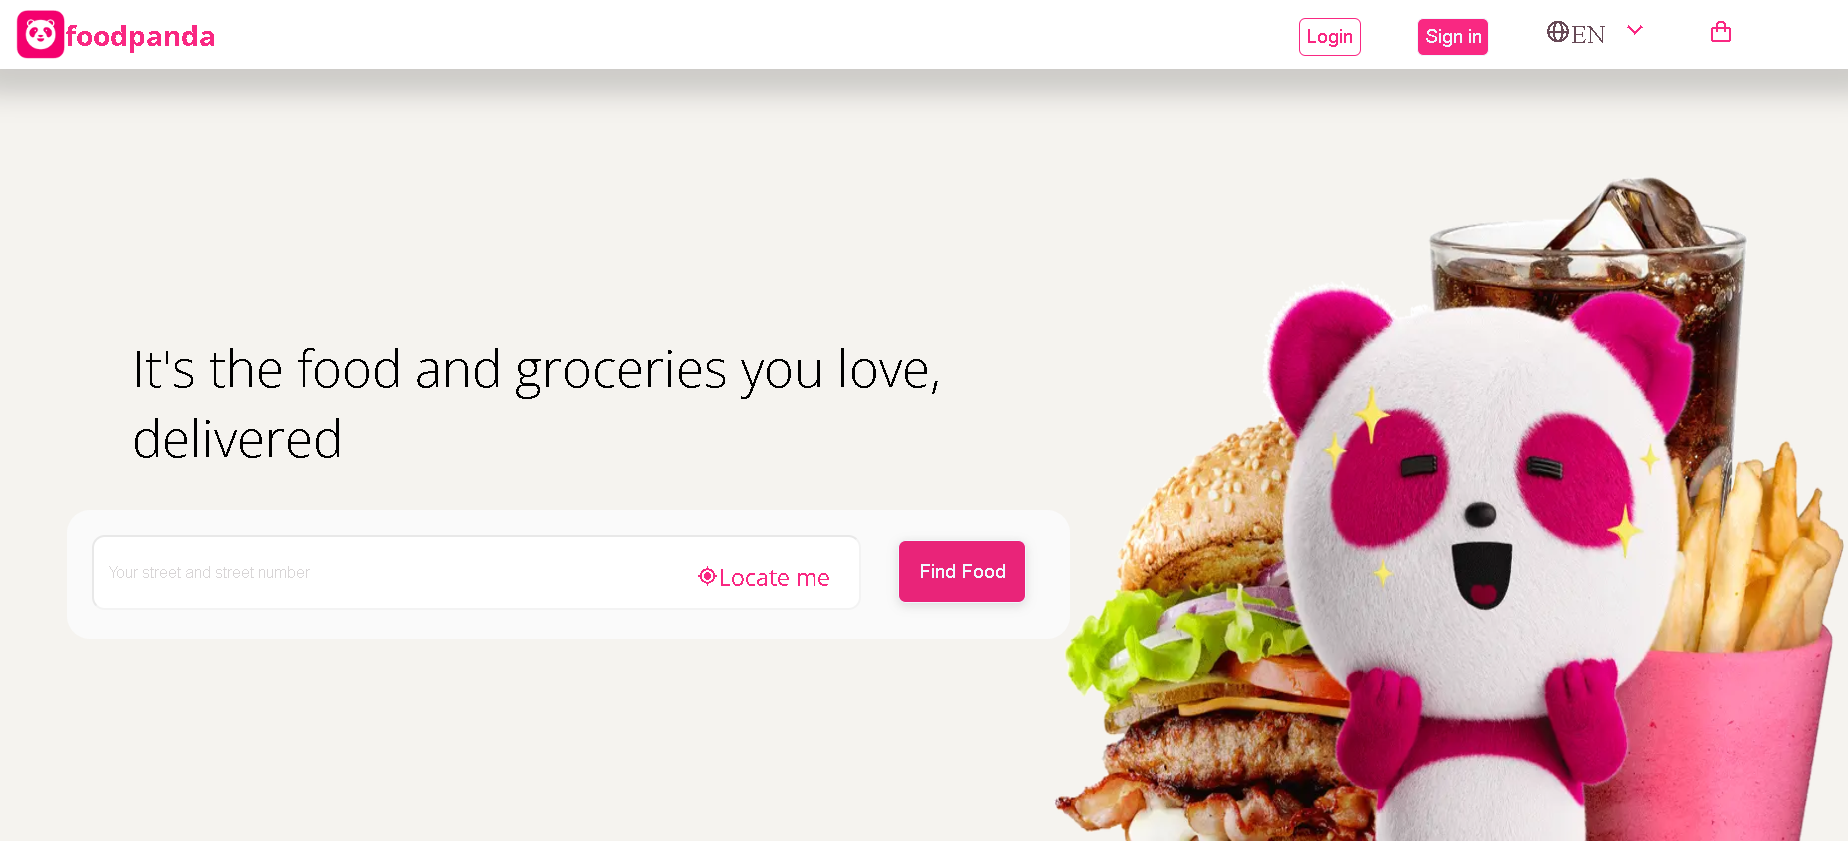 foodpanda
Login
Sign in
EN
It's the food and groceries you love,
delivered
Your street and street number
Locate me
Find Food